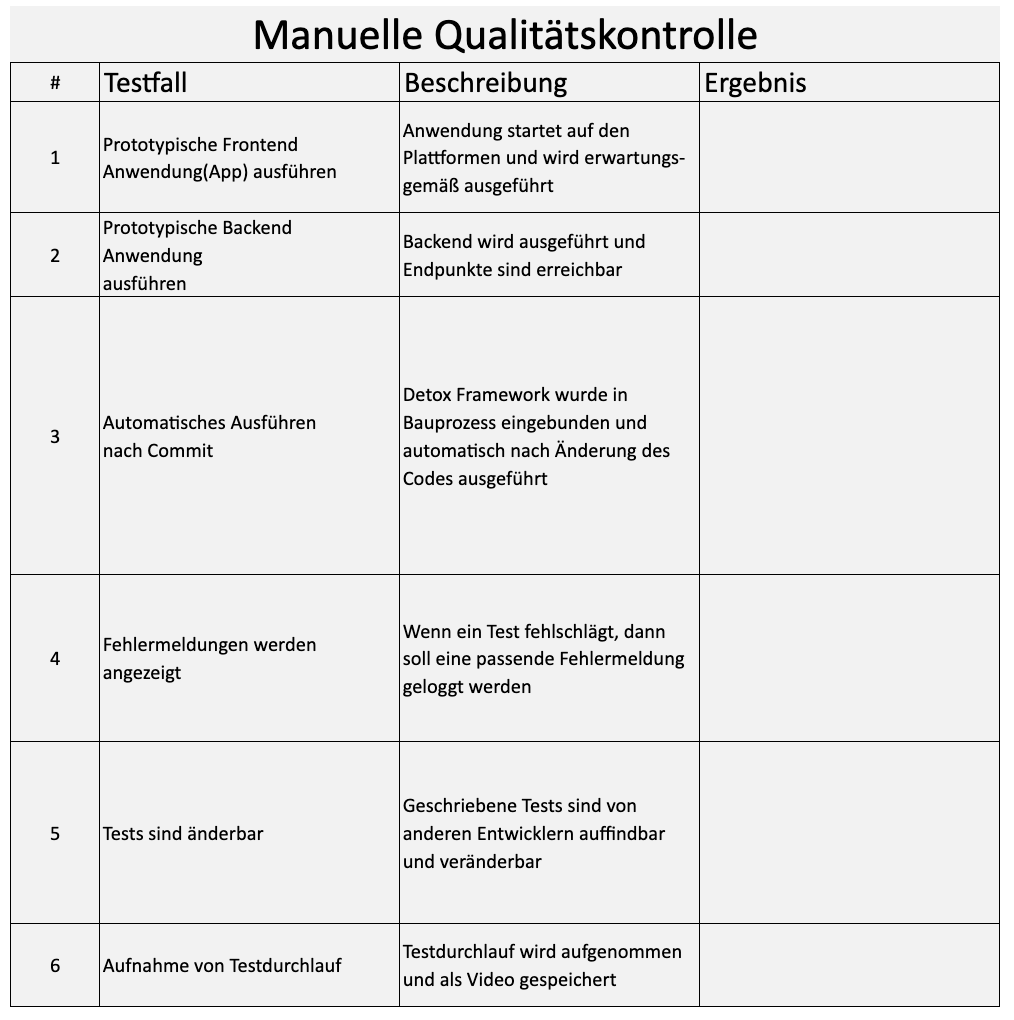 Manuelle Qualitätskontrolle
# Testfall Beschreibung Ergebnis
1
Prototypische Frontend
Anwendung(App) ausführen
Anwendung startet auf den
Plattformen und wird erwartungs-
gemäß ausgeführt
2
Prototypische Backend
Anwendung
ausführen
Backend wird ausgeführt und
Endpunkte sind erreichbar
3
Automatisches Ausführen
nach Commit
Detox Framework wurde in
Bauprozess eingebunden und
automatisch nach Änderung des
Codes ausgeführt
4
Fehlermeldungen werden
angezeigt
Wenn ein Test fehlschlägt, dann
soll eine passende Fehlermeldung
geloggt werden
5
Tests sind änderbar
Geschriebene Tests sind von
anderen Entwicklern auffindbar
und veränderbar
6
Aufnahme von Testdurchlauf
Testdurchlauf wird aufgenommen
und als Video gespeichert